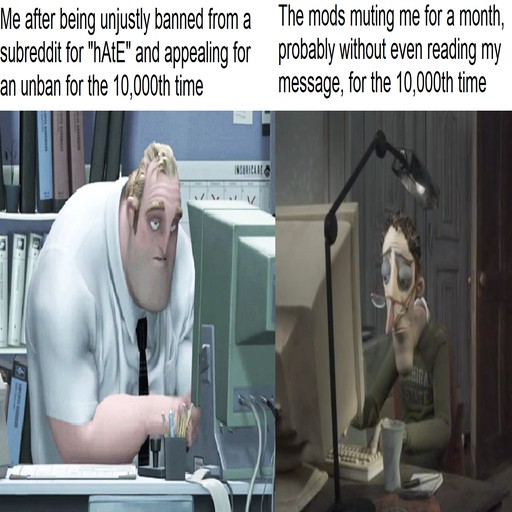 Me after being unjustly banned from a
subreddit for "hAtE" and appealing for
an unban for the 10,000th time
The mods muting me for a month,
probably without even reading my
message, for the 10,000th time
INSURICARE